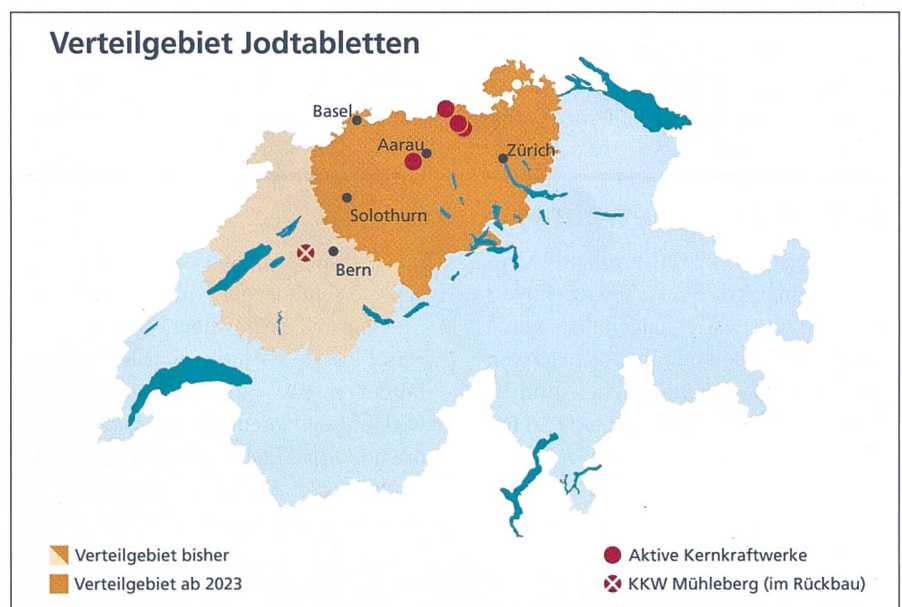 Verteilgebiet Jodtabletten
Basel
Aarau
Zürich
Solothurn
Bern
Verteilgebiet bisher
Verteilgebiet ab 2023
Aktive Kernkraftwerke
KKW Mühleberg (im Rückbau)